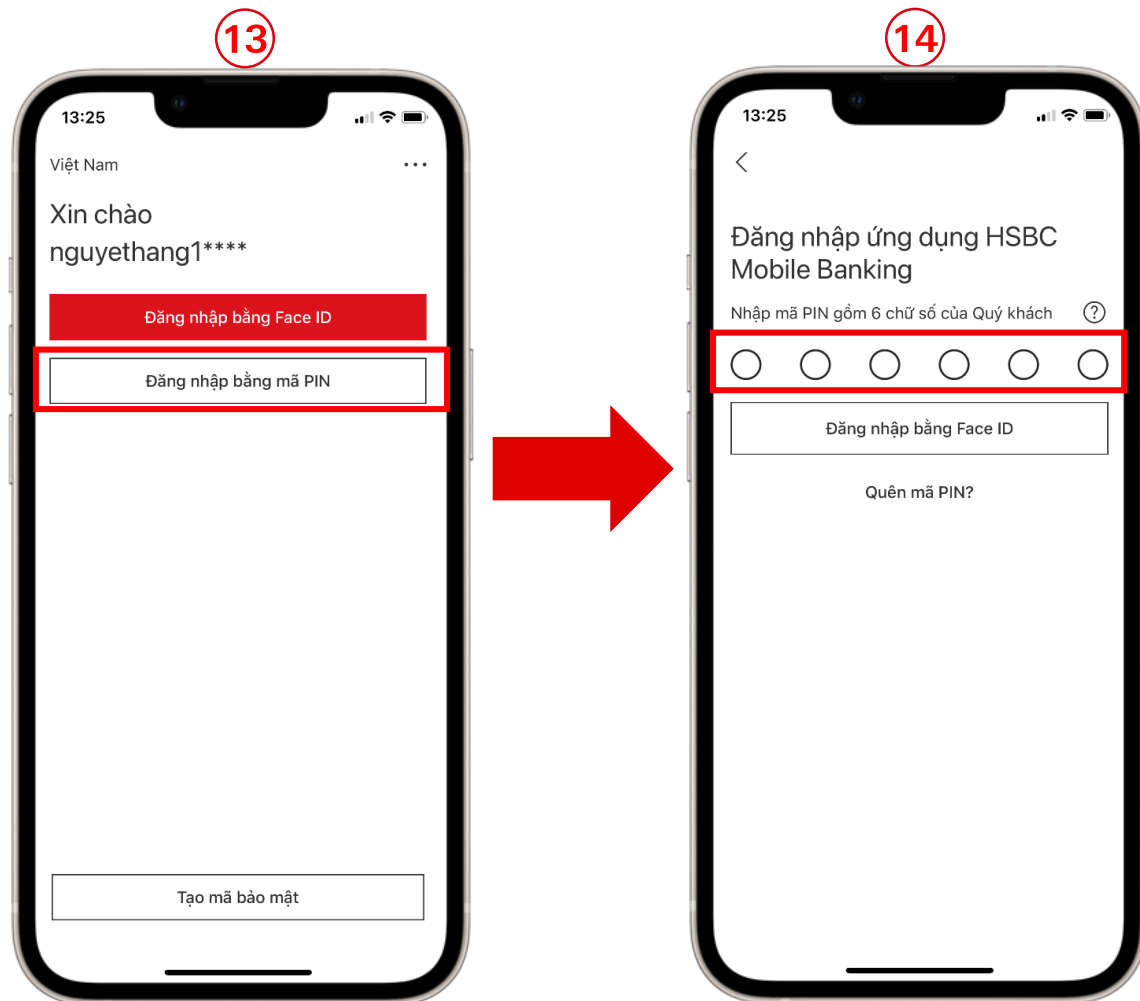 13
13:25
Việt Nam
Xin chào
nguyethang1****
Đăng nhập bằng Face ID
Đăng nhập bằng mã PIN
Tạo mã bảo mật
14
13:25
Đăng nhập ứng dụng HSBC
Mobile Banking
Nhập mã PIN gồm 6 chữ số của Quý khách ?
Đăng nhập bằng Face ID
Quên mã PIN?